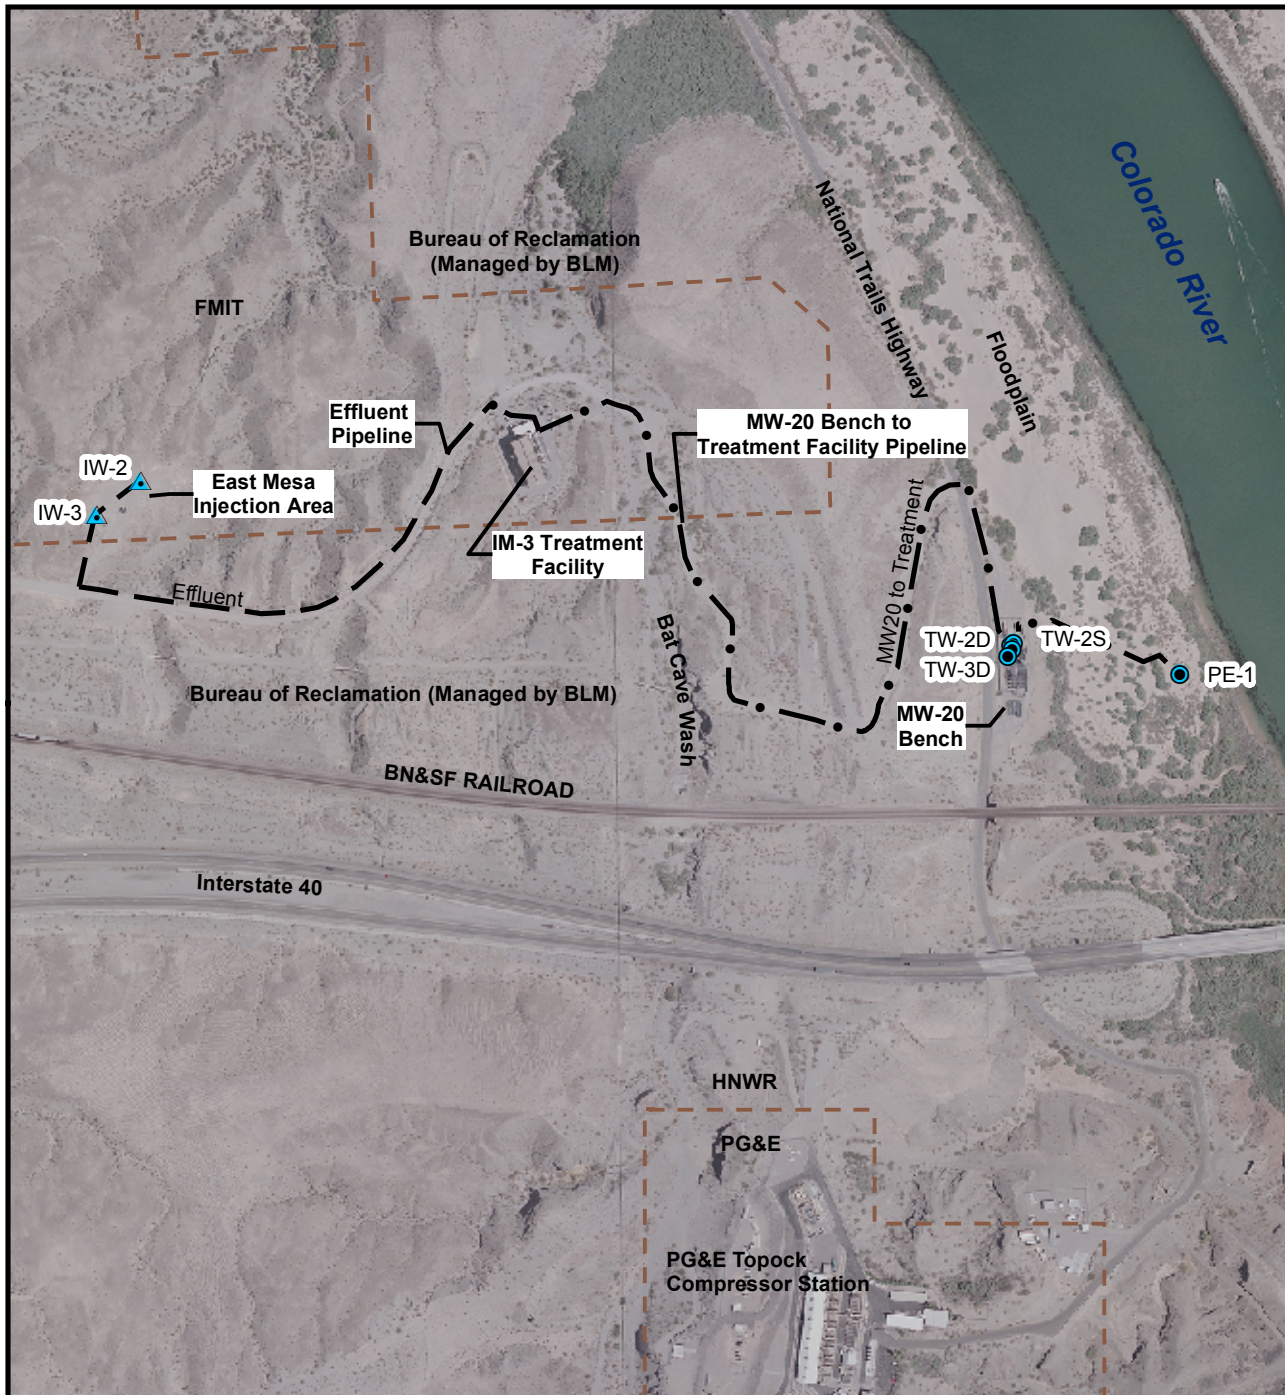 Colorado River
National Trails Highway
Bureau of Reclamation
(Managed by BLM)
FMIT
Floodplain
Effluent
Pipeline
MW-20 Bench to
Treatment Facility Pipeline
IW-2
East Mesa
Injection Area
IW-3
IM-3 Treatment
Facility
MW20 to Treatment
Effluent
Bat Cave Wash
TW-2D
TW-2S
TW-3D
PE-1
Bureau of Reclamation (Managed by BLM)
MW-20
Bench
BN&SF RAILROAD
Interstate 40
HNWR
PG&E
PG&E Topock
Compressor Station